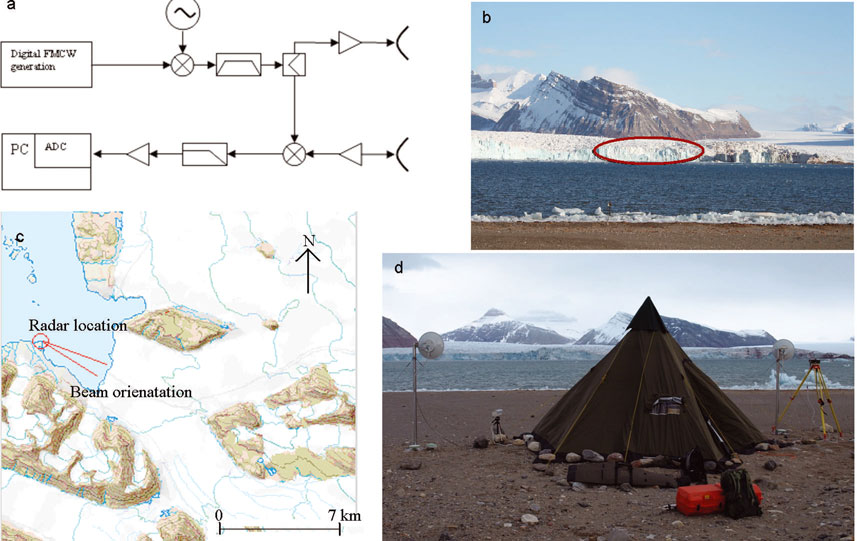 a
Digital FMCW
generation
PC
ADC
b
c
N
Radar location
Beam orienatation
0 7 km
d